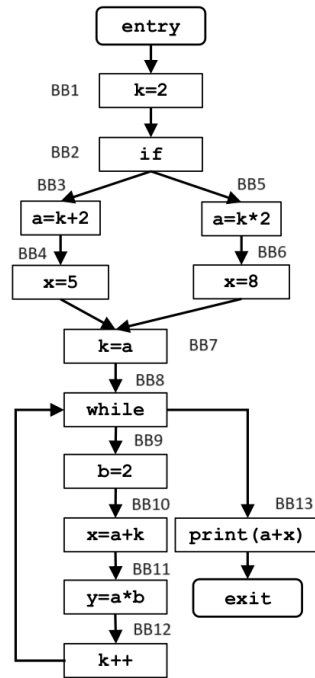 entry
BB1
k=2
BB2
if
BB3
BB5
a=k+2
a=k*2
BB4
BB6
x=5
x=8
k=a
BB7
BB8
while
BB9
b=2
BB10
BB13
x=a+k
print(a+x)
BB11
y=a*b
exit
BB12
k++